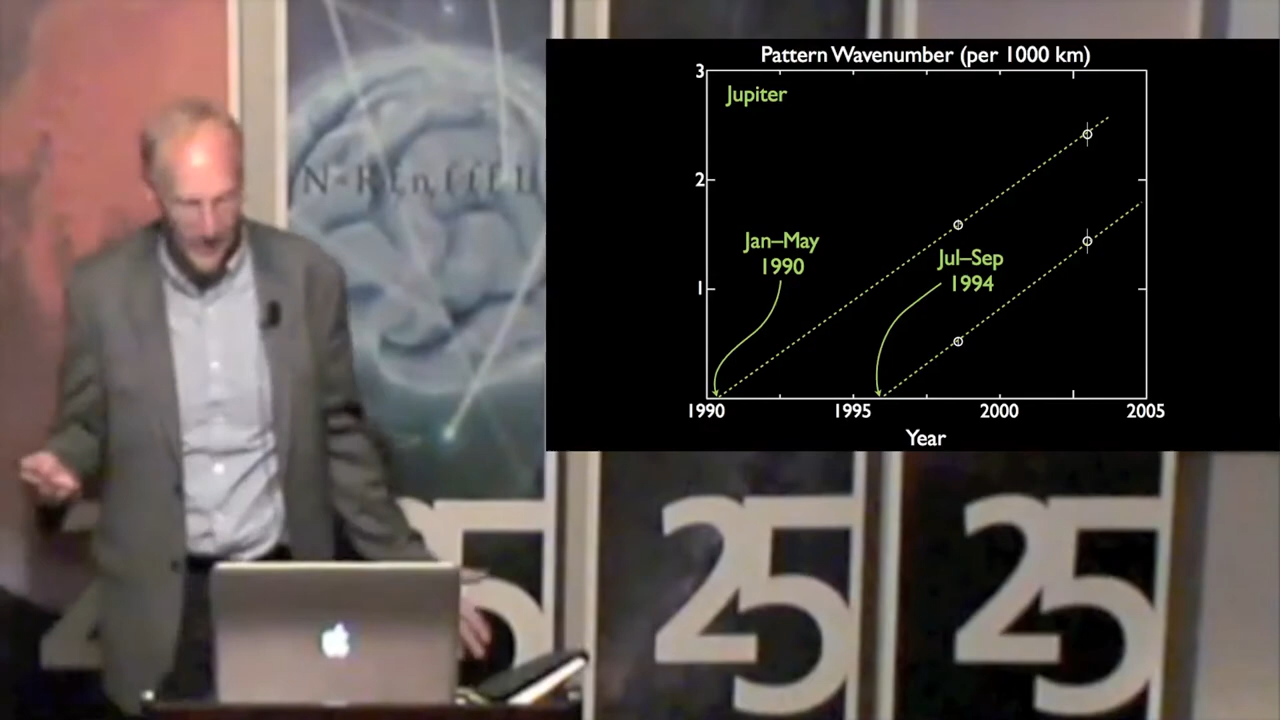 Pattern Wavenumber (per 1000 km)
3
Jupiter
2
Jan–May
1990
Jul–Sep
1994
1
1990 1995 2000 2005
Year
25 25